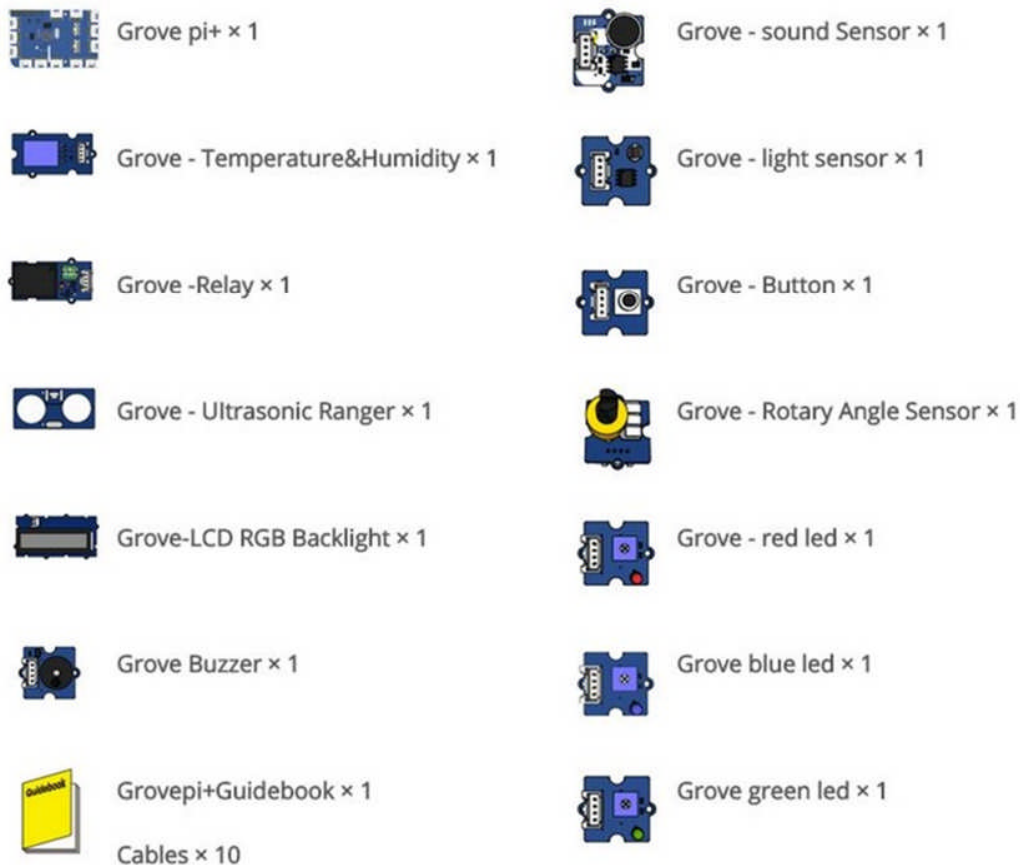 Grove pi+ × 1
Grove - Temperature&Humidity × 1
Grove -Relay × 1
Grove - Ultrasonic Ranger × 1
Grove-LCD RGB Backlight × 1
Grove Buzzer × 1
Guidebook
Grovepi+Guidebook × 1
Cables × 10
Grove - sound Sensor × 1
Grove - light sensor × 1
Grove - Button × 1
Grove - Rotary Angle Sensor × 1
Grove - red led × 1
Grove blue led × 1
Grove green led × 1